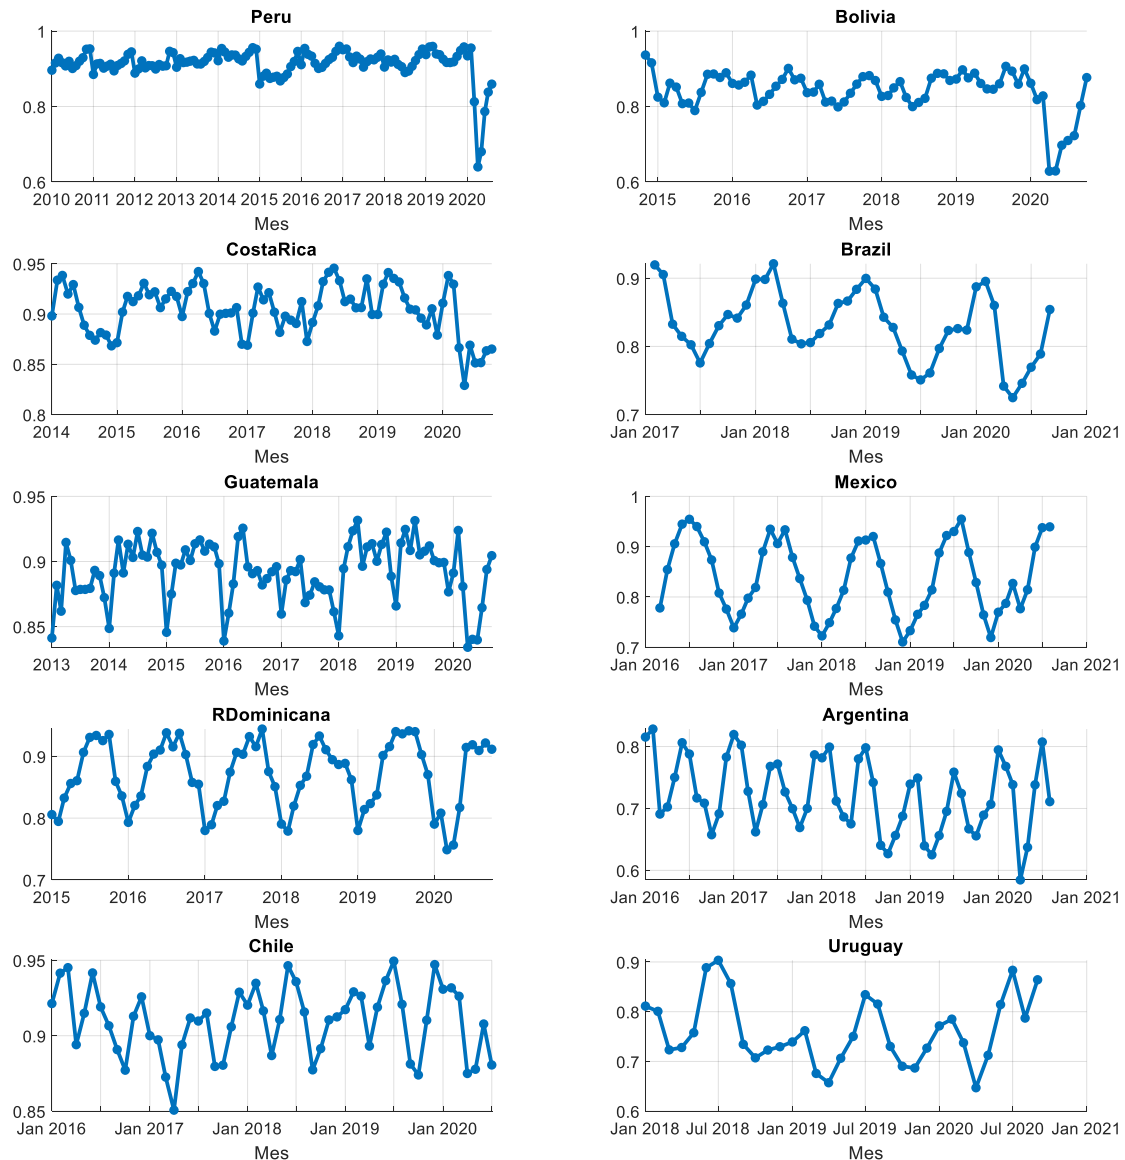 Peru
1
0.8
0.6
2010 2011 2012 2013 2014 2015 2016 2017 2018 2019 2020
Mes
Bolivia
1
0.8
0.6
2015 2016 2017 2018 2019 2020
Mes
CostaRica
0.95
0.9
0.85
0.8
2014 2015 2016 2017 2018 2019 2020
Mes
Brazil
0.9
0.8
0.7
Jan 2017 Jan 2018 Jan 2019 Jan 2020 Jan 2021
Mes
Guatemala
0.95
0.9
0.85
2013 2014 2015 2016 2017 2018 2019 2020
Mes
Mexico
1
0.9
0.8
0.7
Jan 2016 Jan 2017 Jan 2018 Jan 2019 Jan 2020 Jan 2021
Mes
RDominicana
0.9
0.8
0.7
2015 2016 2017 2018 2019 2020
Mes
Argentina
0.8
0.7
0.6
Jan 2016 Jan 2017 Jan 2018 Jan 2019 Jan 2020 Jan 2021
Mes
Chile
0.95
0.9
0.85
Jan 2016 Jan 2017 Jan 2018 Jan 2019 Jan 2020
Mes
Uruguay
0.9
0.8
0.7
0.6
Jan 2018 Jul 2018 Jan 2019 Jul 2019 Jan 2020 Jul 2020 Jan 2021
Mes